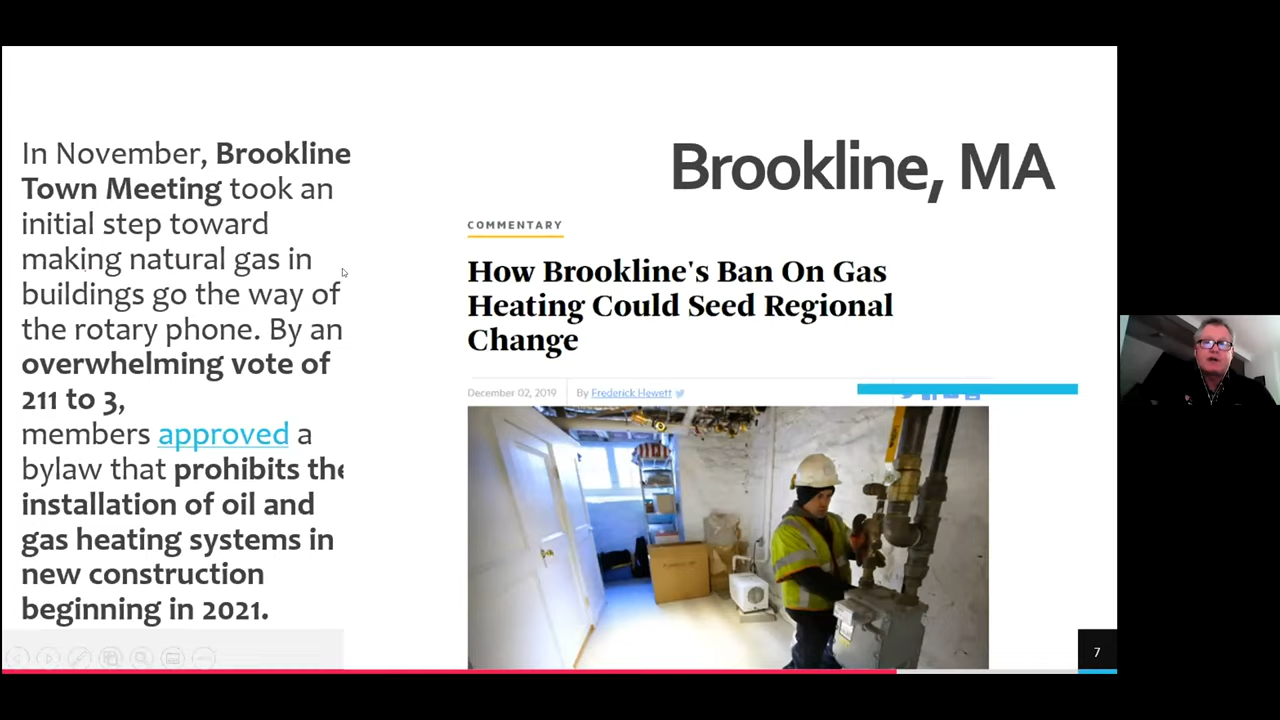 In November, Brookline
Town Meeting took an
initial step toward
making natural gas in
buildings go the way of
the rotary phone. By an
overwhelming vote of
211 to 3,
members approved a
bylaw that prohibits the
installation of oil and
gas heating systems in
new construction
beginning in 2021.
Brookline, MA
COMMENTARY
How Brookline's Ban On Gas
Heating Could Seed Regional
Change
December 02, 2019
By Frederick Hewett
7